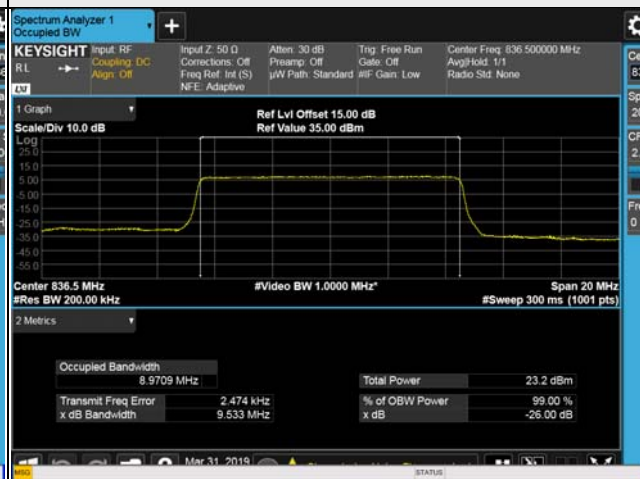 Spectrum Analyzer 1
Occupied BW
+
KEYSIGHT
RL
LXI
Input: RF
Coupling: DC
Align: Off
Input Z: 50 Ω
Corrections: Off
Freq Ref: Int (S)
NFE: Adaptive
Atten: 30 dB
Preamp: Off
µW Path: Standard
Trig: Free Run
Gate: Off
#IF Gain: Low
Center Freq: 836.500000 MHz
Avg|Hold: 1/1
Radio Std: None
1 Graph
Scale/Div 10.0 dB
Ref Lvl Offset 15.00 dB
Ref Value 35.00 dBm
Log
25.0
15.0
5.00
-5.00
-15.0
-25.0
-35.0
-45.0
-55.0
Center 836.5 MHz
#Res BW 200.00 kHz
#Video BW 1.0000 MHz*
Span 20 MHz
#Sweep 300 ms (1001 pts)
2 Metrics
Occupied Bandwidth
8.9709 MHz
Total Power 23.2 dBm
Transmit Freq Error 2.474 kHz
% of OBW Power 99.00 %
x dB Bandwidth 9.533 MHz
x dB -26.00 dB
Mar 31, 2019
MSG
STATUS